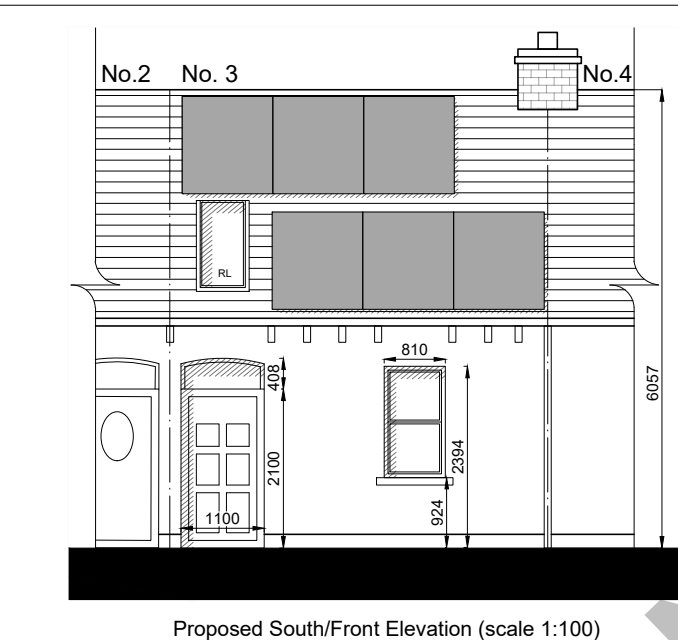 No.2 No. 3 No.4
RL
810
408
6057
2394
2100
924
1100
Proposed South/Front Elevation (scale 1:100)